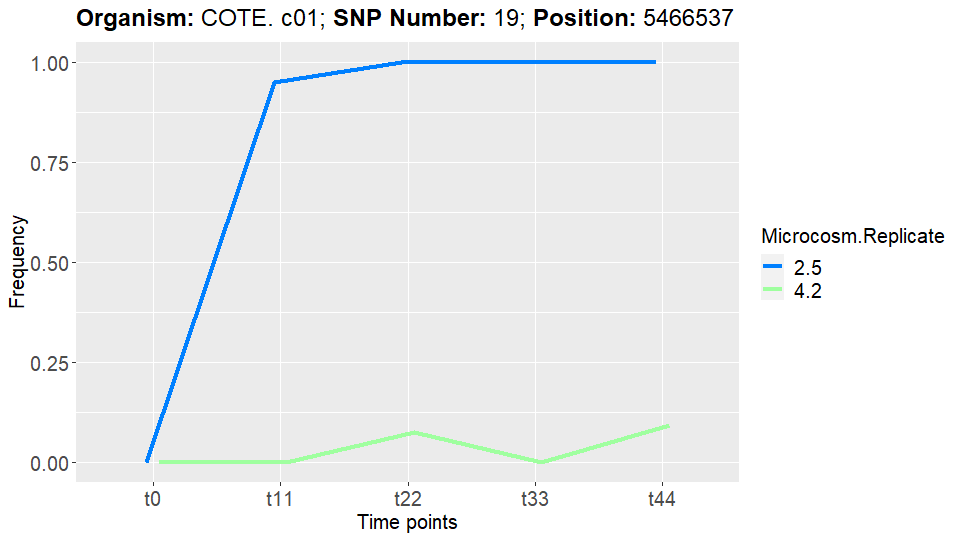 Organism: COTE. c01; SNP Number: 19; Position: 5466537
1.00
0.75
0.50
0.25
0.00
Frequency
t0 t11 t22 t33 t44
Time points
Microcosm.Replicate
2.5
4.2